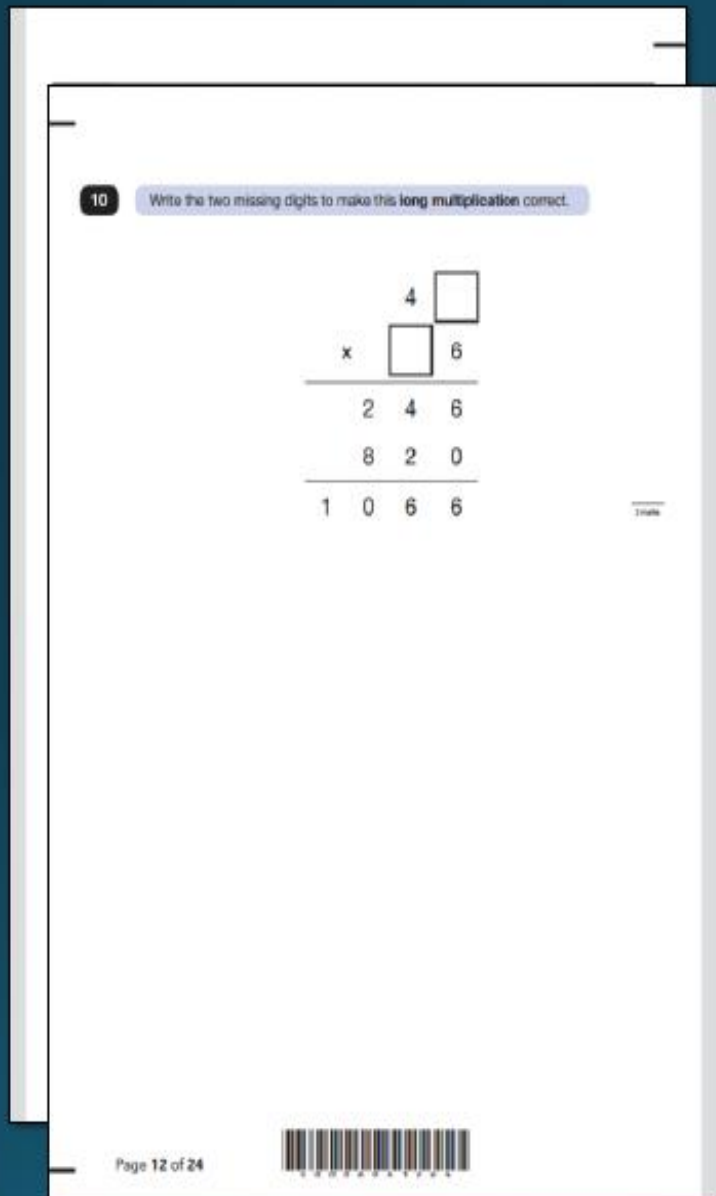 10 Write the two missing digits to make this long multiplication correct.
4
x 6
2 4 6
8 2 0
1 0 6 6
Page 12 of 24